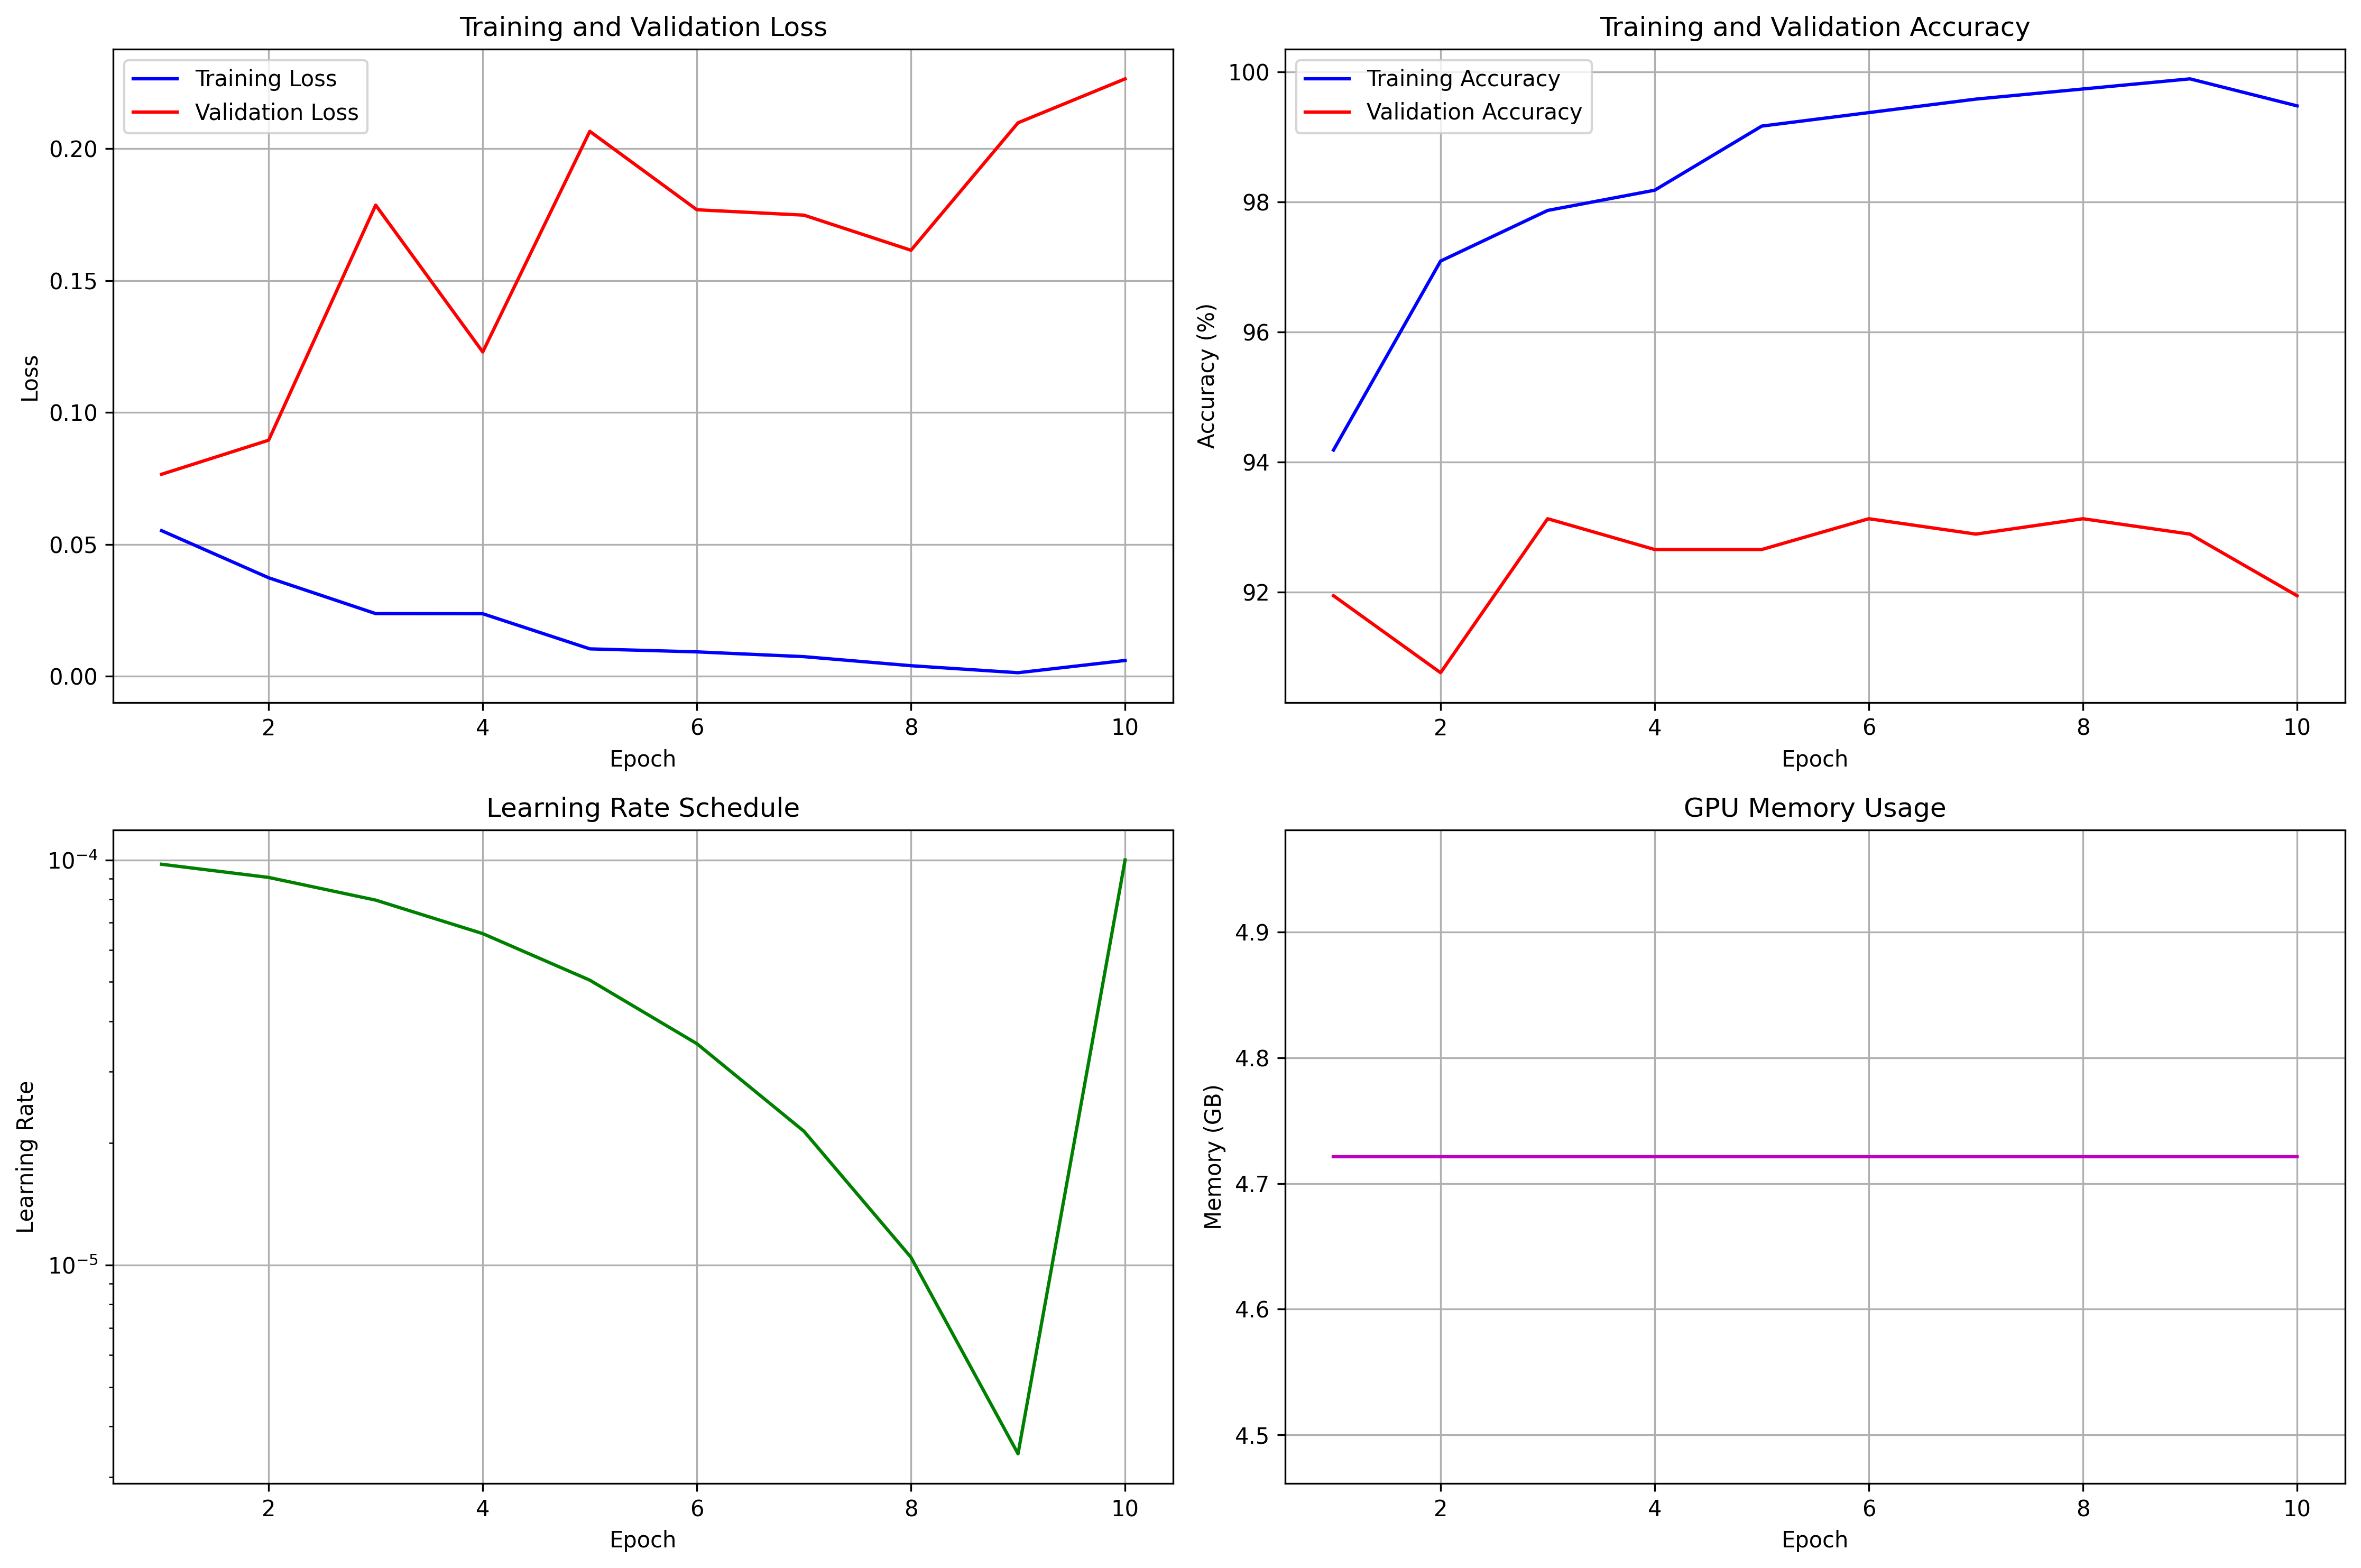 Training and Validation Loss
Training Loss
Validation Loss
Loss
0.20
0.15
0.10
0.05
0.00
2 4 6 8 10
Epoch
Training and Validation Accuracy
Training Accuracy
Validation Accuracy
Accuracy (%)
100
98
96
94
92
2 4 6 8 10
Epoch
Learning Rate Schedule
Learning Rate
10⁻⁴
10⁻⁵
2 4 6 8 10
Epoch
GPU Memory Usage
Memory (GB)
4.9
4.8
4.7
4.6
4.5
2 4 6 8 10
Epoch